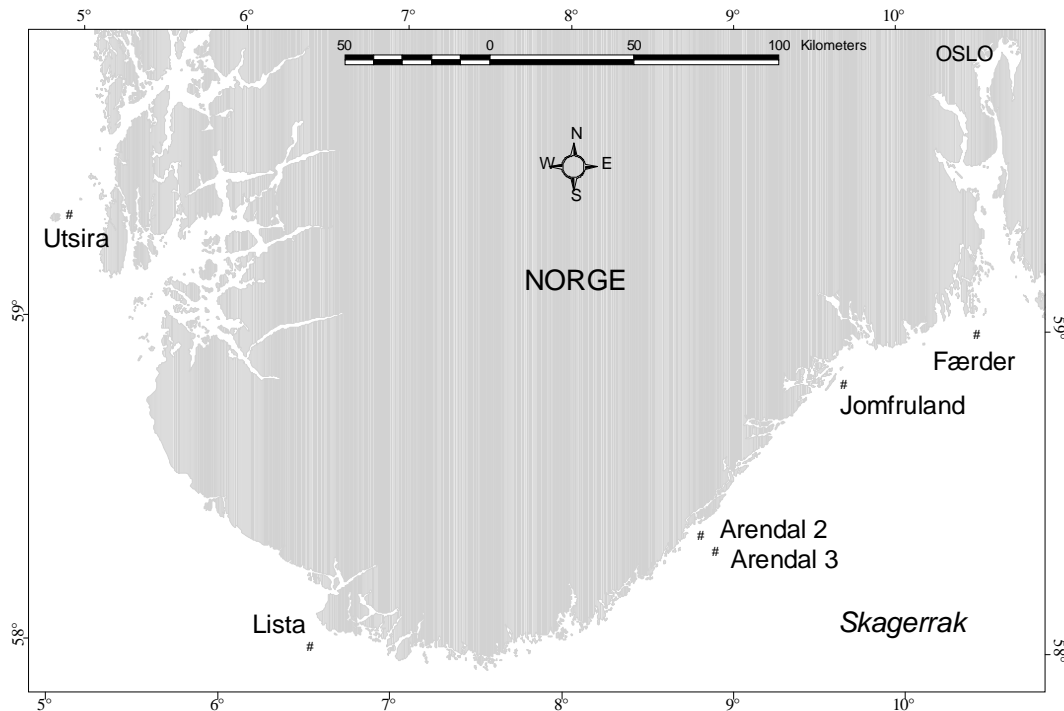 5° 6° 7° 8° 9° 10°
50 0 50 100 Kilometers
OSLO
N
W E
S
#
Utsira
NORGE
59° 59°
#
Færder
#
Jomfruland
# Arendal 2
# Arendal 3
Lista
#
Skagerrak
58° 58°
5° 6° 7° 8° 9° 10°